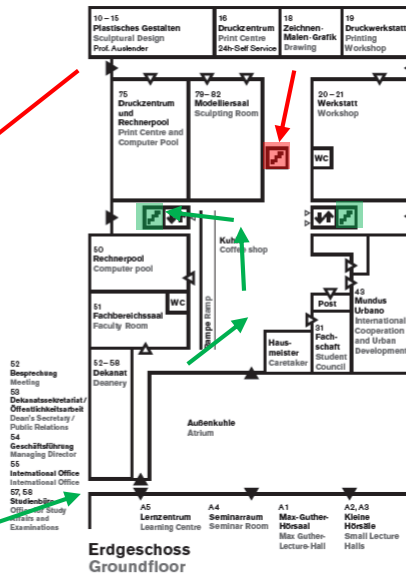 10 – 15
Plastisches Gestalten
Sculptural Design
Prof. Auslender
16
Druckzentrum
Print Centre
24h-Self Service
18
Zeichnen-
Malen-Grafik
Drawing
19
Druckwerkstatt
Printing
Workshop
75
Druckzentrum
und
Rechnerpool
Print Centre and
Computer Pool
79– 82
Modelliersaal
Sculpting Room
20 – 21
Werkstatt
Workshop
WC
50
Rechnerpool
Computer pool
Coffee shop
Rampe Ramp
WC
51
Fachbereichssaal
Faculty Room
43
Mundus
Urbano
International
Cooperation
and Urban
Development
Post
31
Fach-
schaft
Student
Council
Haus-
meister
Caretaker
52 – 58
Dekanat
Deanery
52
Besprechung
Meeting
53
Dekanatssekretariat/
Öffentlichkeitsarbeit
Dean's Secretary /
Public Relations
54
Geschäftsführung
Managing Director
55
International Office
International Office
57, 58
Studienbüro
Office for Study
Affairs and
Examinations
Außenkuhle
Atrium
A5
Lernzentrum
Learning Centre
A4
Seminarraum
Seminar Room
A1
Max-Guther-
Hörsaal
Max Guther-
Lecture-Hall
A2, A3
Kleine
Hörsäle
Small Lecture
Halls
Erdgeschoss
Groundfloor